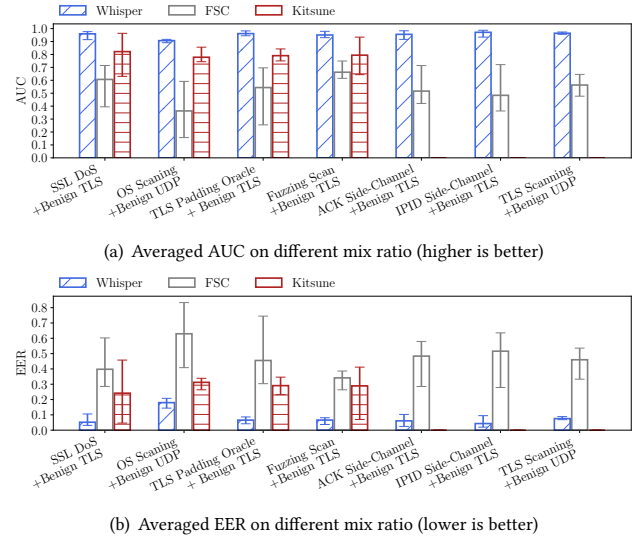 Whisper FSC Kitsune
1.0
0.9
0.8
0.7
0.6
0.5
0.4
0.3
0.2
0.1
0.0
AUC
SSL DoS
+Benign TLS
OS Scaning
+Benign UDP
TLS Padding Oracle
+ Benign TLS
Fuzzing Scan
+Benign TLS
ACK Side-Channel
+Benign TLS
IPID Side-Channel
+Benign TLS
TLS Scanning
+Benign UDP
(a) Averaged AUC on different mix ratio (higher is better)
Whisper FSC Kitsune
0.8
0.7
0.6
0.5
0.4
0.3
0.2
0.1
0.0
EER
SSL DoS
+Benign TLS
OS Scaning
+Benign UDP
TLS Padding Oracle
+ Benign TLS
Fuzzing Scan
+Benign TLS
ACK Side-Channel
+Benign TLS
IPID Side-Channel
+Benign TLS
TLS Scanning
+Benign UDP
(b) Averaged EER on different mix ratio (lower is better)